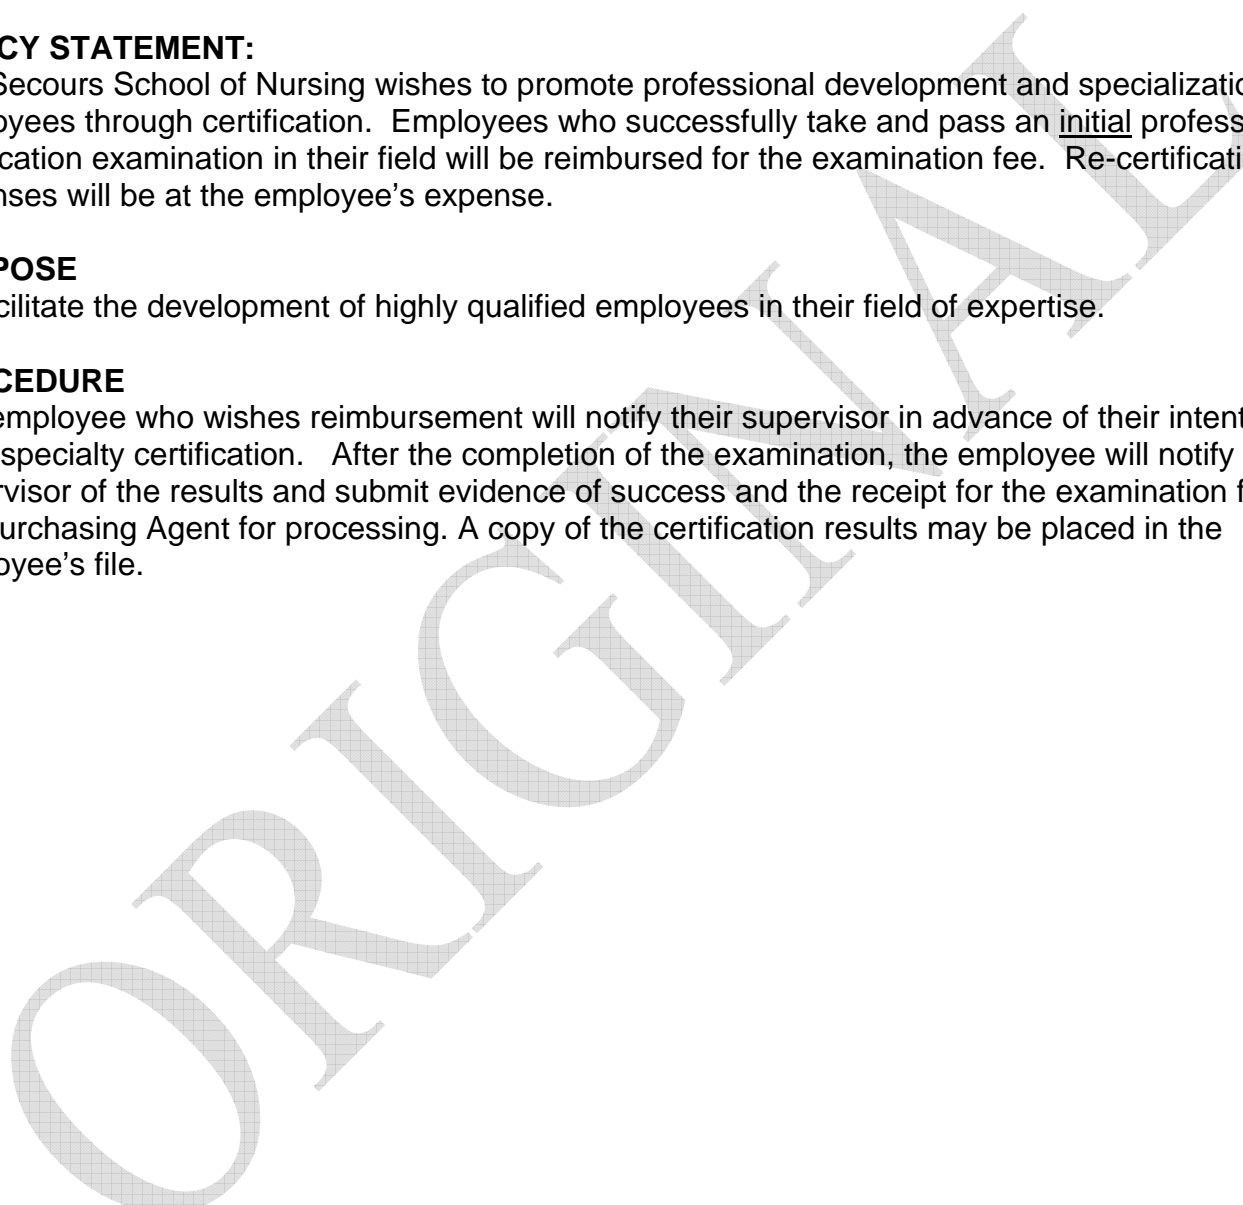 CY STATEMENT:
Secours School of Nursing wishes to promote professional development and specializatio
oyees through certification. Employees who successfully take and pass an initial profess
cation examination in their field will be reimbursed for the examination fee. Re-certificati
nses will be at the employee’s expense.
POSE
cilitate the development of highly qualified employees in their field of expertise.
CEDURE
employee who wishes reimbursement will notify their supervisor in advance of their intent
specialty certification. After the completion of the examination, the employee will notify
rvisor of the results and submit evidence of success and the receipt for the examination f
urchasing Agent for processing. A copy of the certification results may be placed in the
oyee’s file.
ORIGINAL